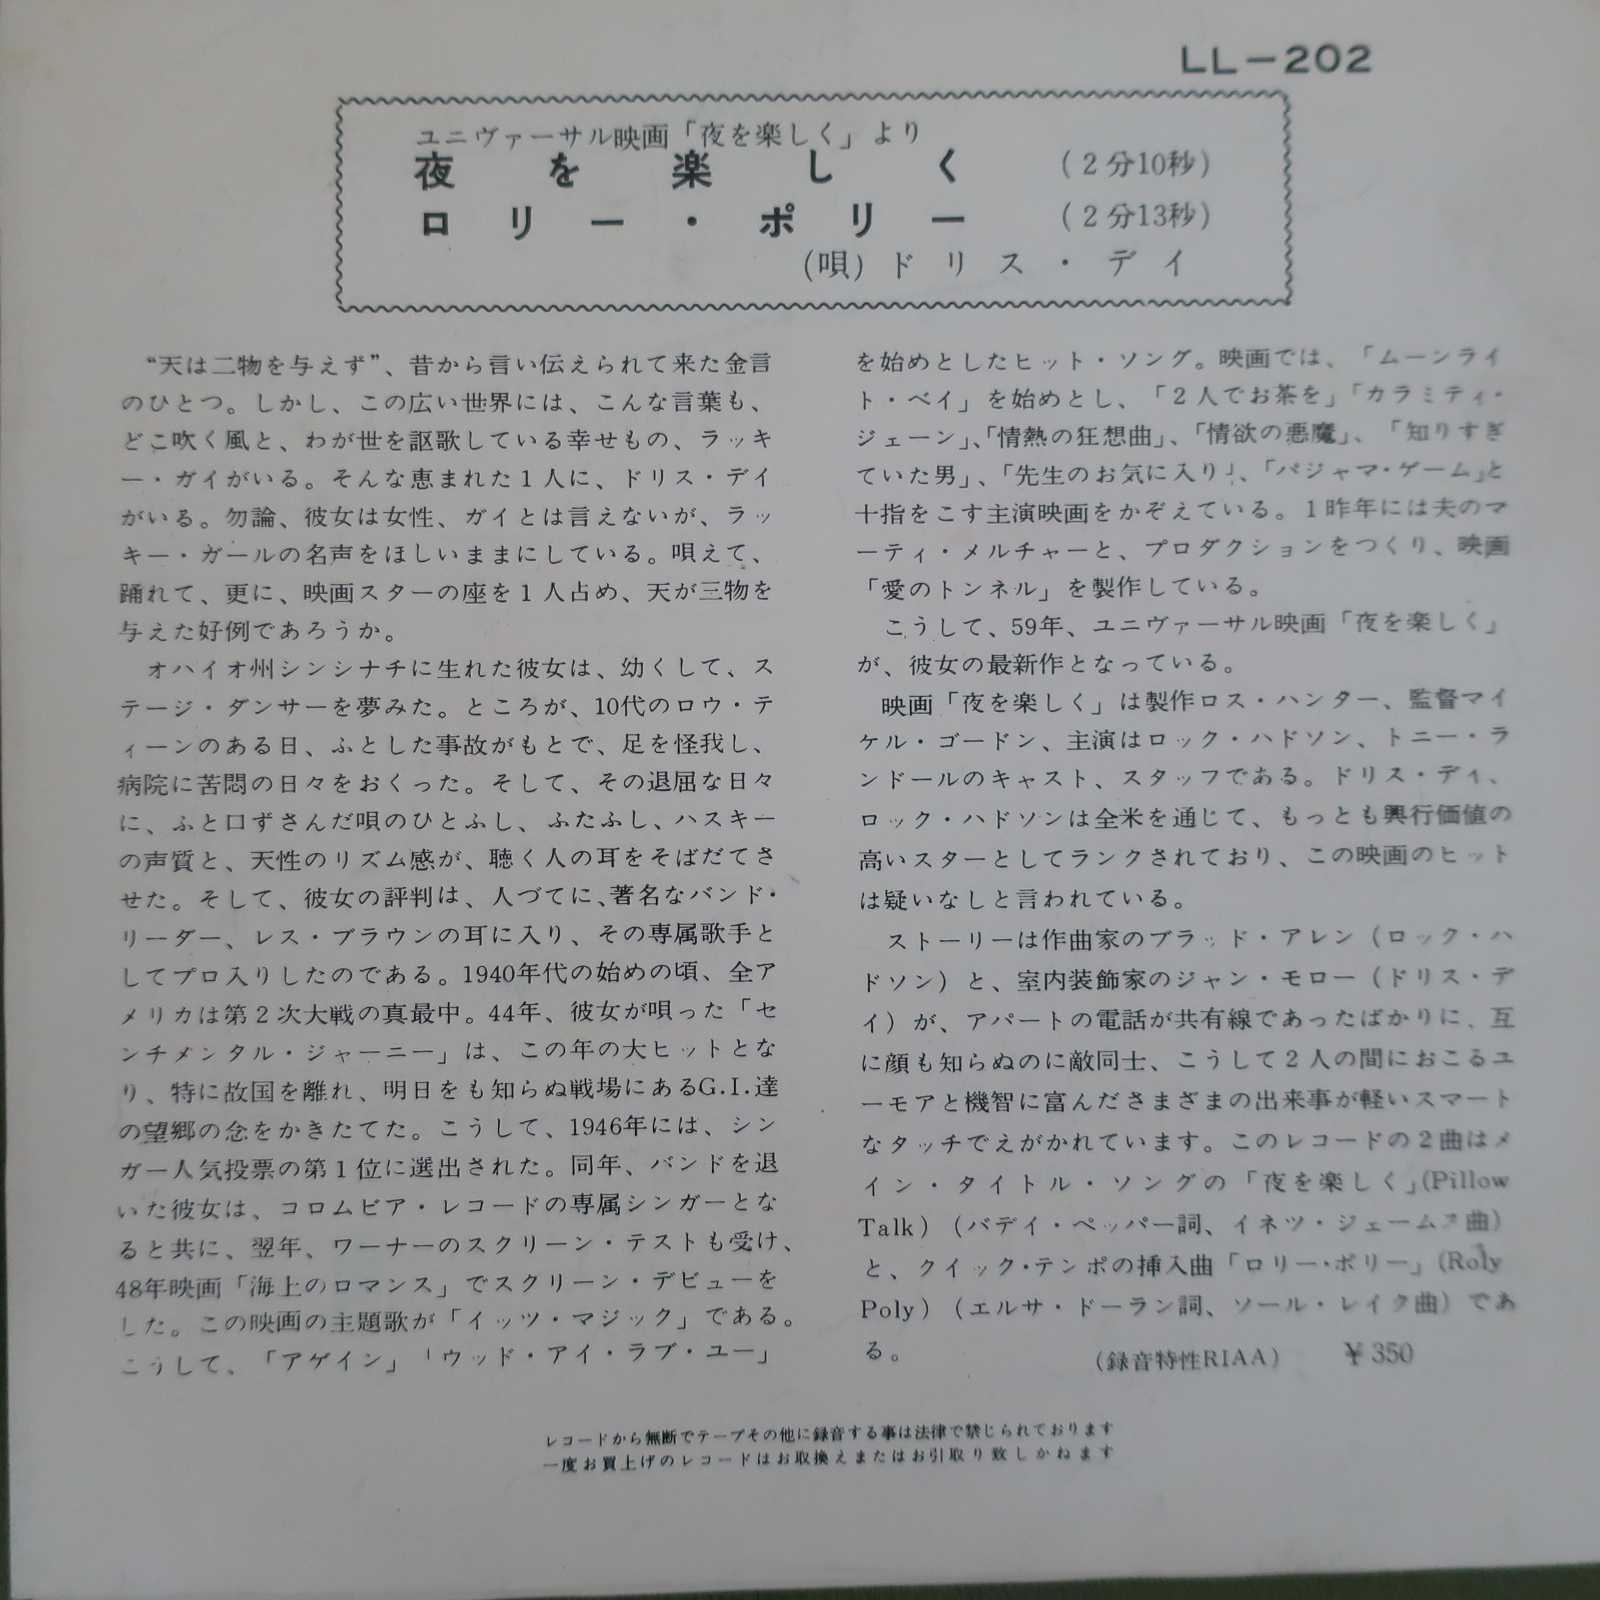 LL-202
ユニヴァーサル映画「夜を楽しく」より
夜を楽しく (2分10秒)
ロリー・ポリー (2分13秒)
(唄) ドリス・デイ
“天は二物を与えず”、昔から言い伝えられて来た金言
のひとつ。しかし、この広い世界には、こんな言葉も、
どこ吹く風と、わが世を謳歌している幸せもの、ラッキ
ー・ガイがいる。そんな恵まれた1人に、ドリス・デイ
がいる。勿論、彼女は女性、ガイとは言えないが、ラッ
キー・ガールの名声をほしいままにしている。唄えて、
踊れて、更に、映画スターの座を1人占め、天が三物を
与えた好例であろうか。
オハイオ州シンシナチに生れた彼女は、幼くして、ス
テージ・ダンサーを夢みた。ところが、10代のロウ・テ
ィーンのある日、ふとした事故がもとで、足を怪我し、
病院に苦悶の日々をおくった。そして、その退屈な日々
に、ふと口ずさんだ唄のひとふし、ふたふし、ハスキー
の声質と、天性のリズム感が、聴く人の耳をそばだてさ
せた。そして、彼女の評判は、人づてに、著名なバンド・
リーダー、レス・ブラウンの耳に入り、その専属歌手と
してプロ入りしたのである。1940年代の始めの頃、全ア
メリカは第2次大戦の真最中。44年、彼女が唄った「セ
ンチメンタル・ジャーニー」は、この年の大ヒットとな
り、特に故国を離れ、明日をも知らぬ戦場にあるG.I.達
の望郷の念をかきたてた。こうして、1946年には、シン
ガー人気投票の第1位に選出された。同年、バンドを退
いた彼女は、コロムビア・レコードの専属シンガーとな
ると共に、翌年、ワーナーのスクリーン・テストも受け、
48年映画「海上のロマンス」でスクリーン・デビューを
した。この映画の主題歌が「イッツ・マジック」である。
こうして、「アゲイン」「ウッド・アイ・ラブ・ユー」
を始めとしたヒット・ソング。映画では、「ムーンライ
ト・ベイ」を始めとし、「2人でお茶を」「カラミティ・
ジェーン」、「情熱の狂想曲」、「情欲の悪魔」、「知りすぎ
ていた男」、「先生のお気に入り」、「パジャマ・ゲーム」と
十指をこす主演映画をかぞえている。1昨年には夫のマ
ーティ・メルチャーと、プロダクションをつくり、映画
「愛のトンネル」を製作している。
こうして、59年、ユニヴァーサル映画「夜を楽しく」
が、彼女の最新作となっている。
映画「夜を楽しく」は製作ロス・ハンター、監督マイ
ケル・ゴードン、主演はロック・ハドソン、トニー・ラ
ンドールのキャスト、スタッフである。ドリス・デイ、
ロック・ハドソンは全米を通じて、もっとも興行価値の
高いスターとしてランクされており、この映画のヒット
は疑いなしと言われている。
ストーリーは作曲家のブラッド・アレン（ロック・ハ
ドソン）と、室内装飾家のジャン・モロー（ドリス・デ
イ）が、アパートの電話が共有線であったばかりに、互
に顔も知らぬのに敵同士、こうして2人の間におこるユ
ーモアと機智に富んださまざまの出来事が軽いスマート
なタッチでえがかれています。このレコードの2曲はメ
イン・タイトル・ソングの「夜を楽しく」(Pillow
Talk)（バデイ・ペッパー詞、イネツ・ジェームス曲）
と、クイック・テンポの挿入曲「ロリー・ポリー」(Roly
Poly)（エルサ・ドーラン詞、ソール・レイク曲）であ
る。
(録音特性RIAA) ¥350
レコードから無断でテープその他に録音する事は法律で禁じられております
一度お買上げのレコードはお取換えまたはお引取り致しかねます